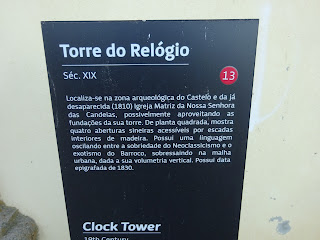 Torre do Relógio
Séc. XIX
13
Localiza-se na zona arqueológica do Castelo e da já
desaparecida (1810) Igreja Matriz da Nossa Senhora
das Candeias, possivelmente aproveitando as
fundações da sua torre. De planta quadrada, mostra
quatro aberturas sineiras acessíveis por escadas
interiores de madeira. Possui uma linguagem
oscilando entre a sobriedade do Neoclassicismo e o
exotismo do Barroco, sobressaindo na malha
urbana, dada a sua volumetria vertical. Possui data
epigrafada de 1830.
Clock Tower
19th Century